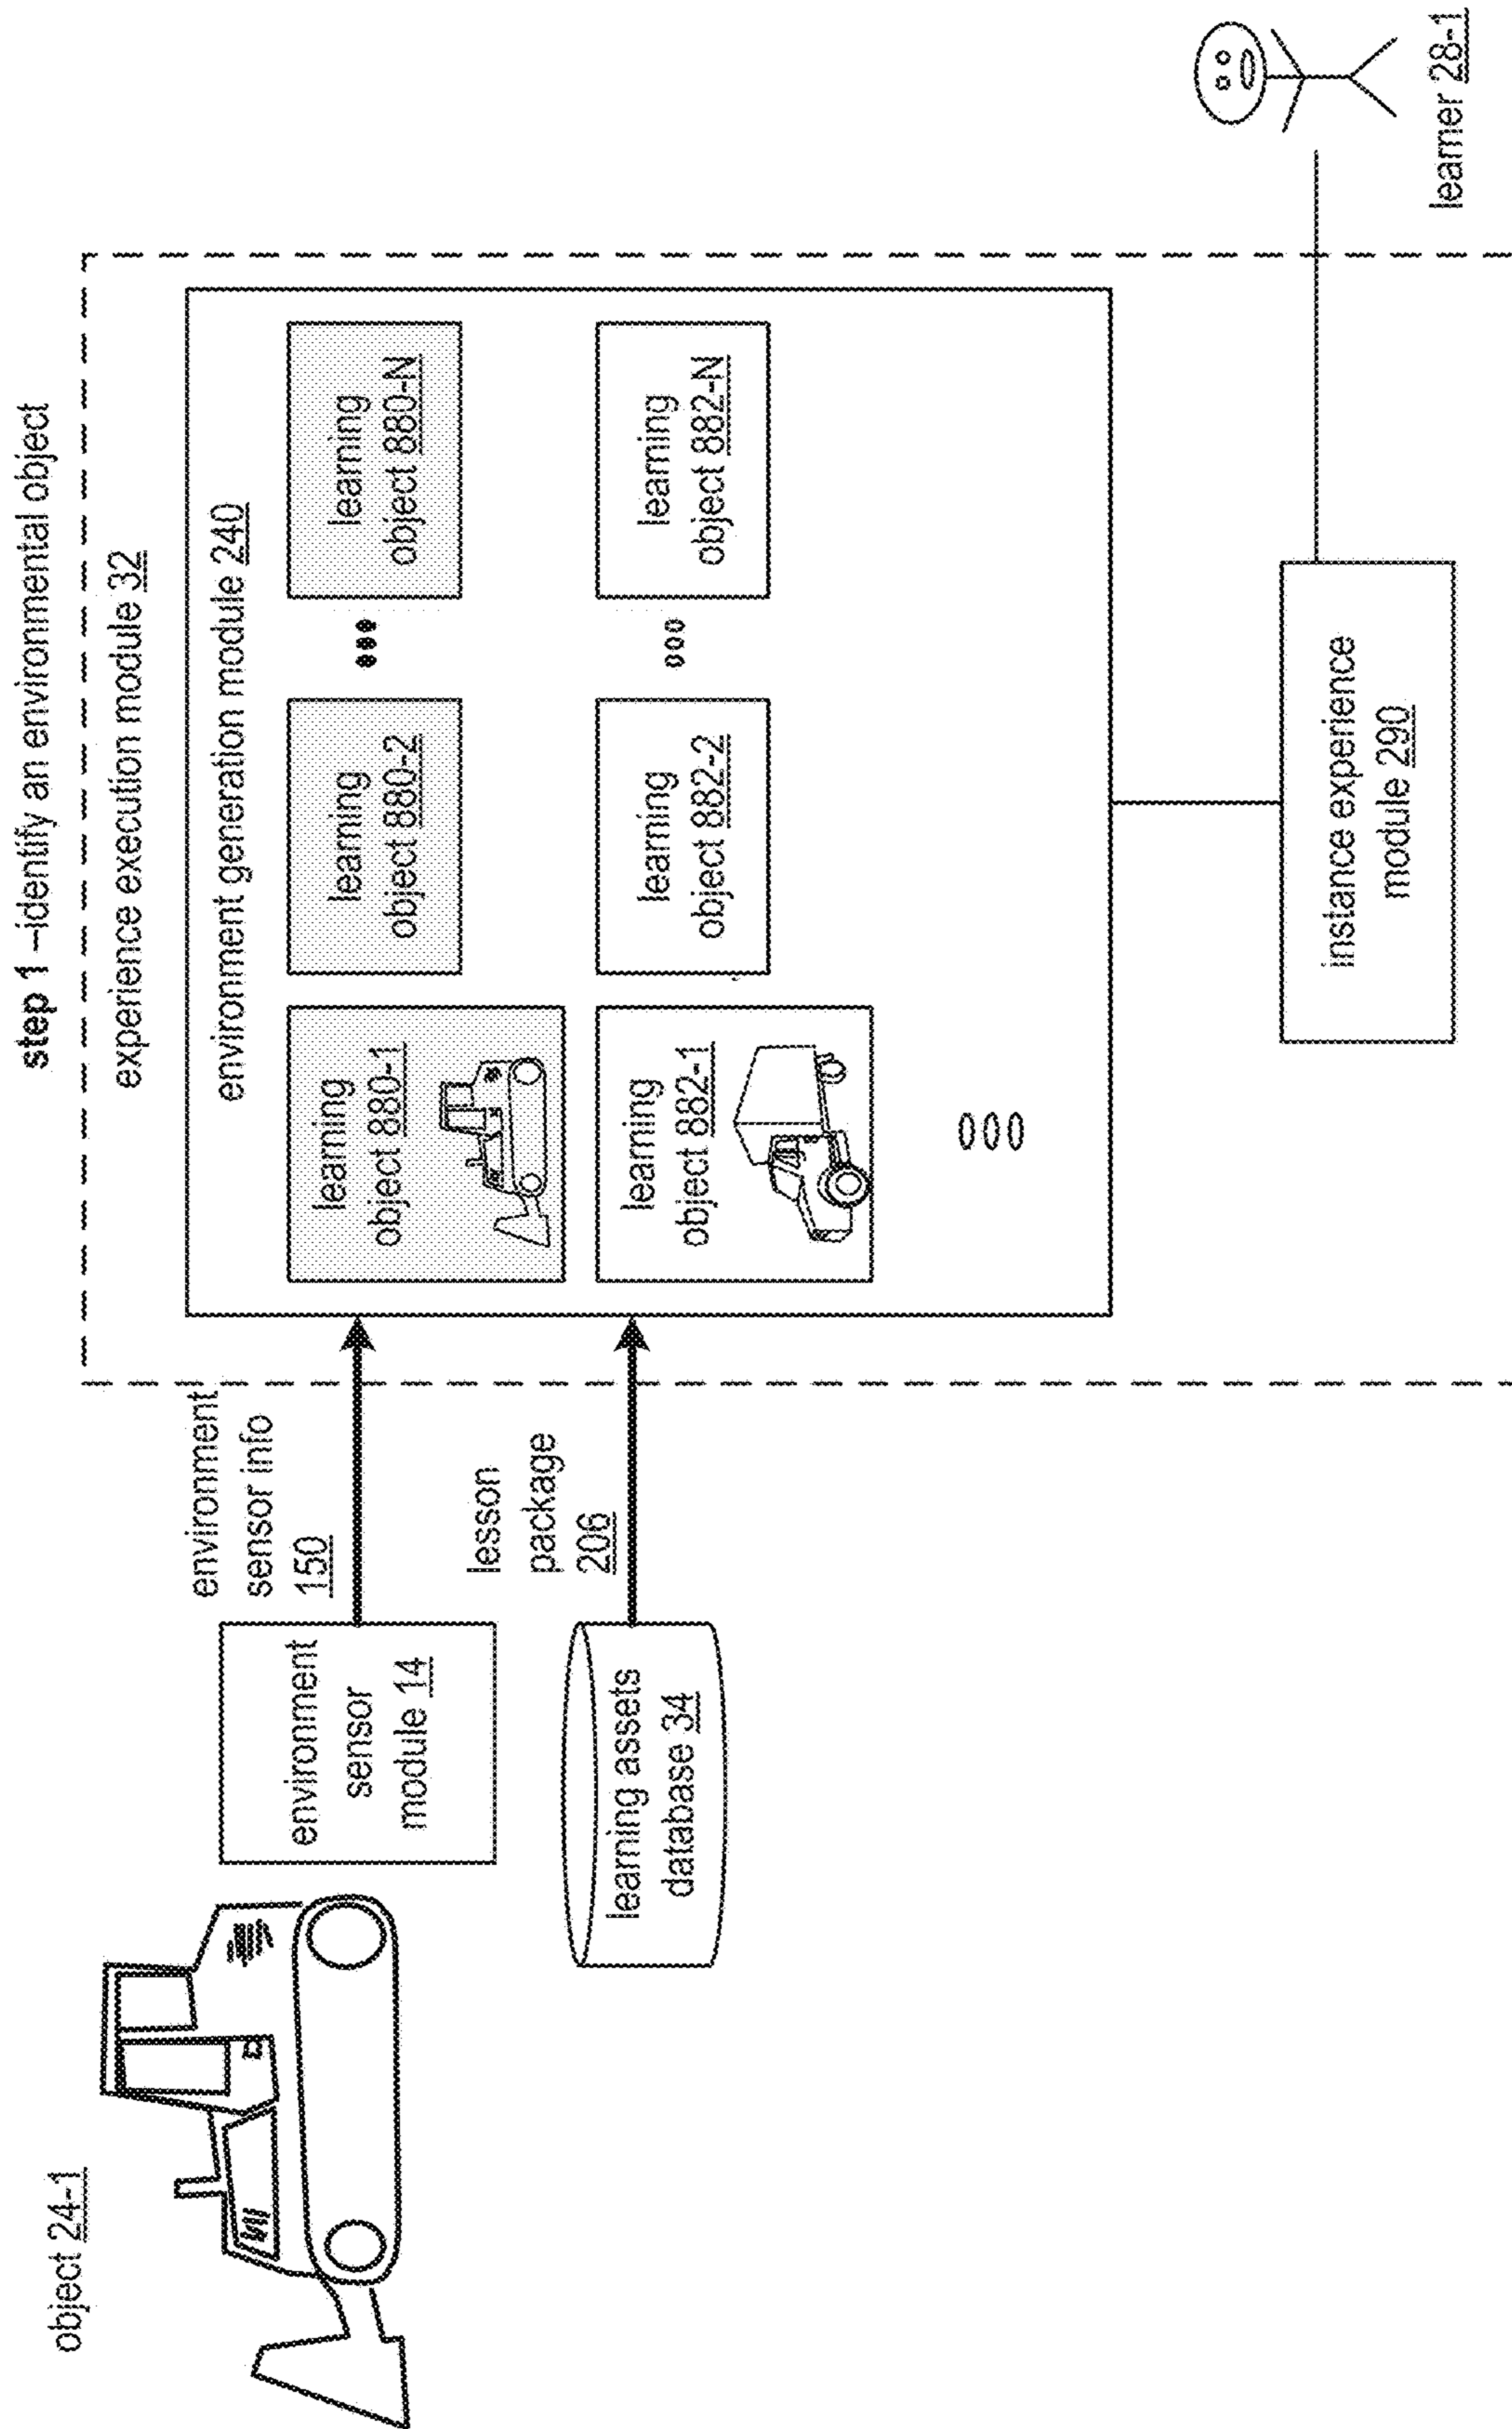 step 1 –identify an environmental object
experience execution module 32
environment generation module 240
object 24-1
environment
sensor
module 14
environment
sensor info
150
learning assets
database 34
lesson
package
206
learning
object 880-1
learning
object 880-2
learning
object 880-N
learning
object 882-1
learning
object 882-2
learning
object 882-N
instance experience
module 290
learner 28-1